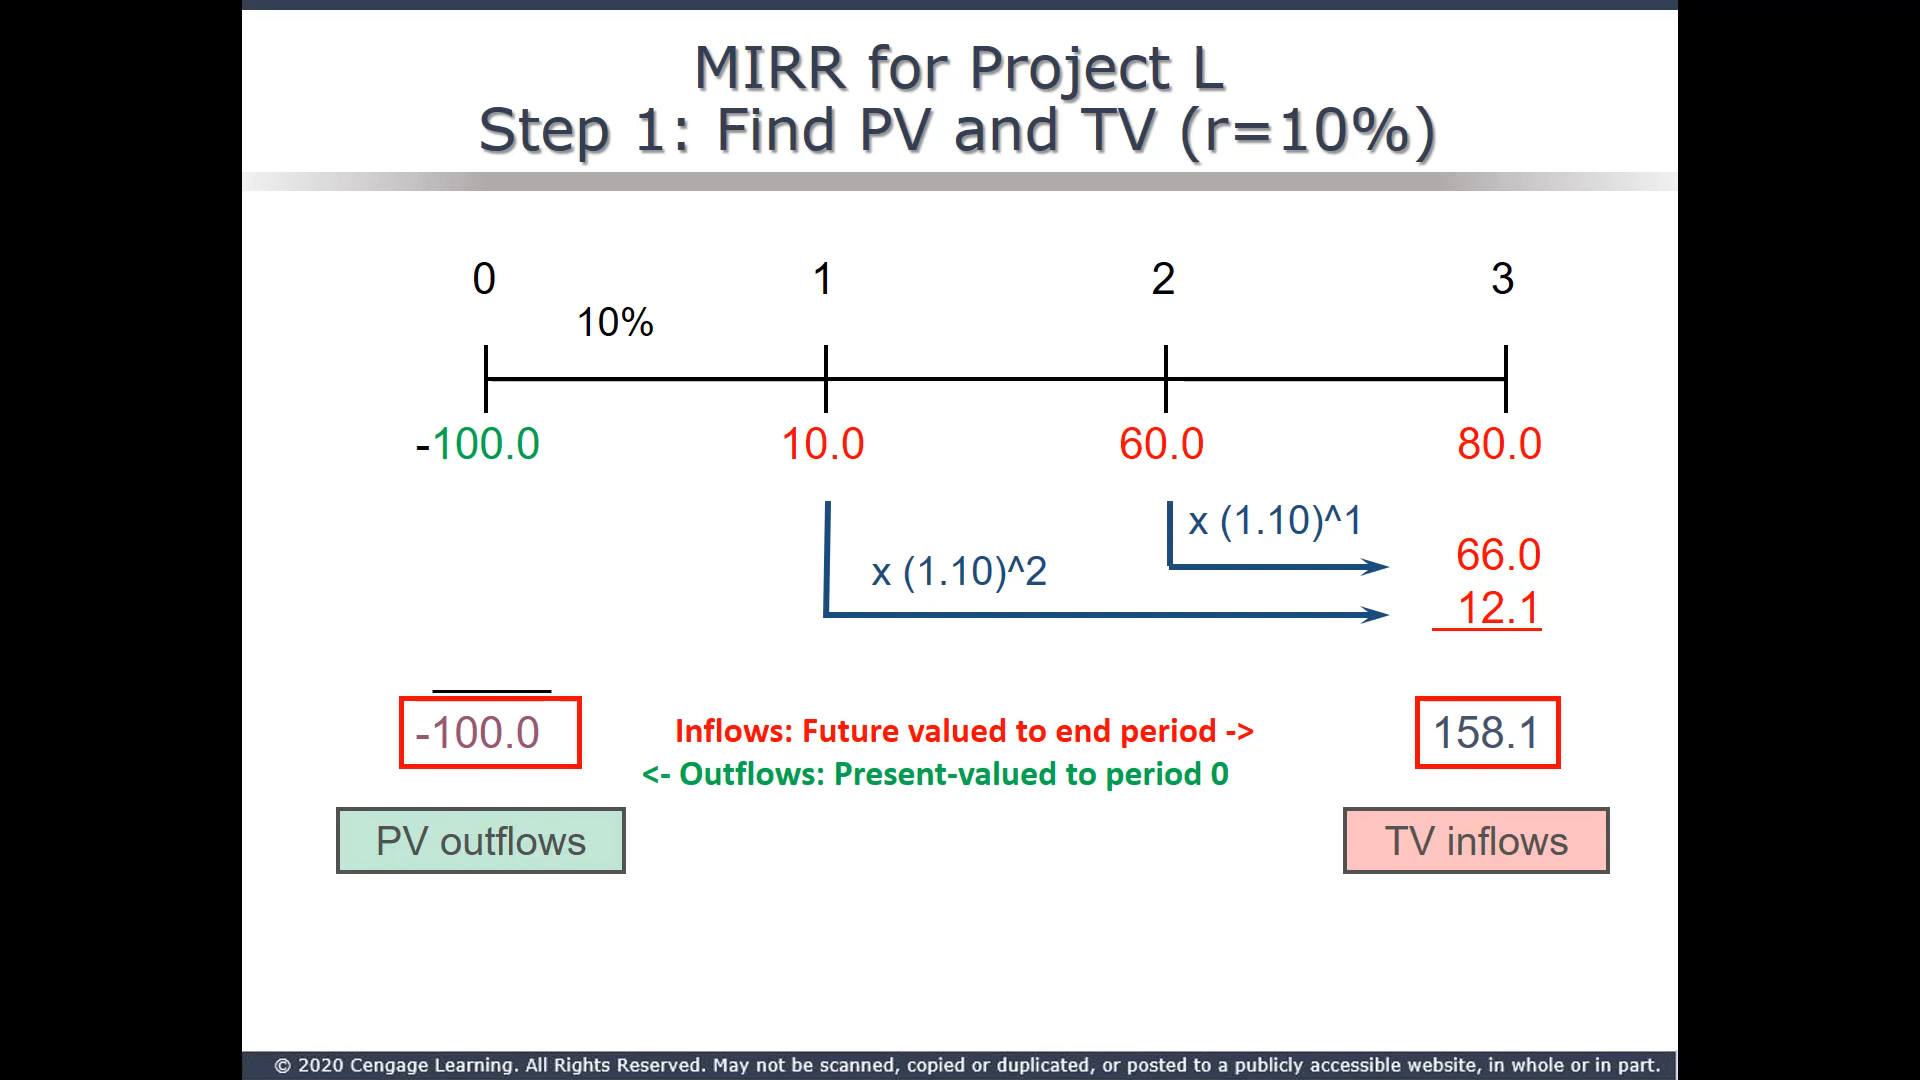 MIRR for Project L
Step 1: Find PV and TV (r=10%)
0 1 2 3
10%
-100.0 10.0 60.0 80.0
x (1.10)^1
66.0
x (1.10)^2
12.1
-100.0
Inflows: Future valued to end period ->
158.1
<- Outflows: Present-valued to period 0
PV outflows
TV inflows
© 2020 Cengage Learning. All Rights Reserved. May not be scanned, copied or duplicated, or posted to a publicly accessible website, in whole or in part.